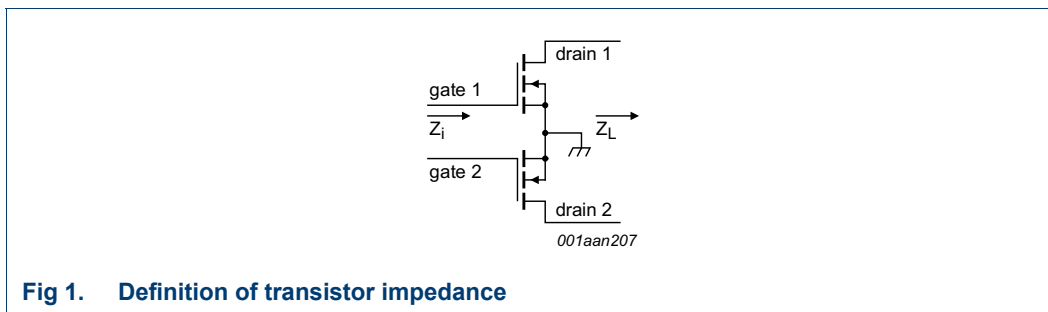 drain 1
gate 1
Zi
ZL
gate 2
drain 2
001aan207
Fig 1. Definition of transistor impedance